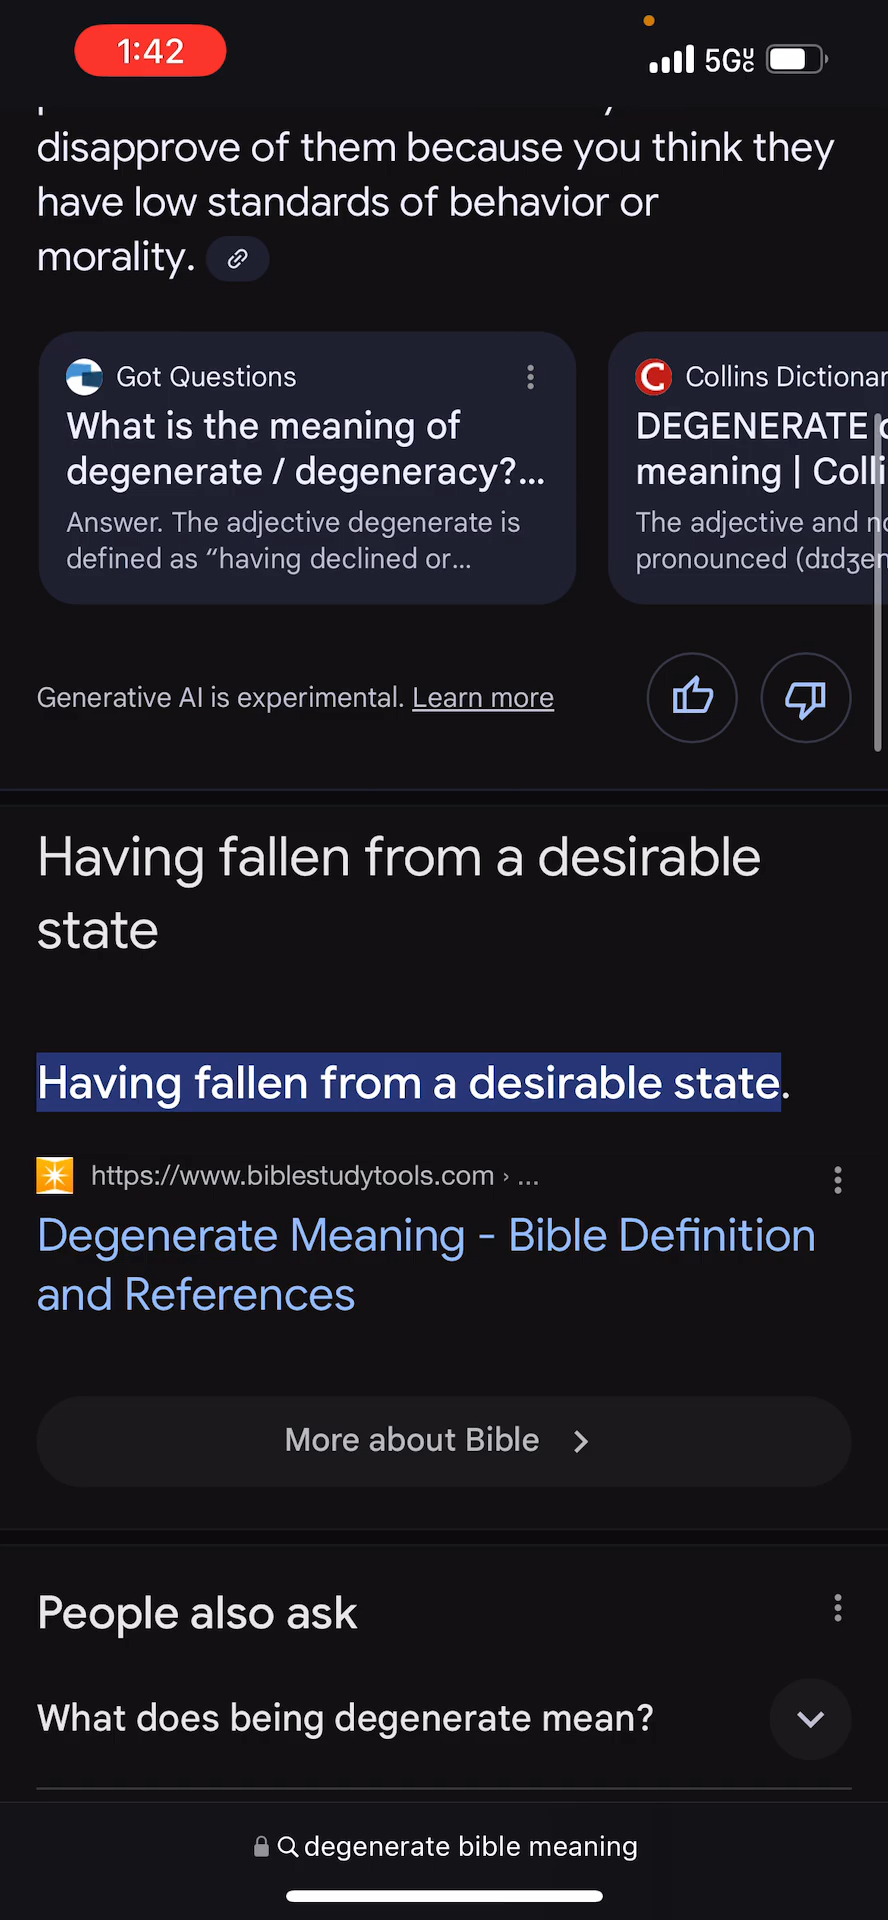 1:42
5G UC
disapprove of them because you think they
have low standards of behavior or
morality.
Got Questions
What is the meaning of
degenerate / degeneracy?...
Answer. The adjective degenerate is
defined as “having declined or...
Collins Dictionar
DEGENERATE
meaning | Colli
The adjective and
pronounced (dɪdʒen
Generative AI is experimental. Learn more
Having fallen from a desirable
state
Having fallen from a desirable state.
https://www.biblestudytools.com › ...
Degenerate Meaning - Bible Definition
and References
More about Bible
People also ask
What does being degenerate mean?
degenerate bible meaning